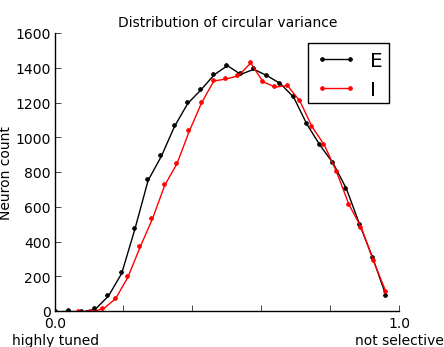 Distribution of circular variance
Neuron count
1600
1400
1200
1000
800
600
400
200
0
E
I
0.0
1.0
highly tuned
not selective